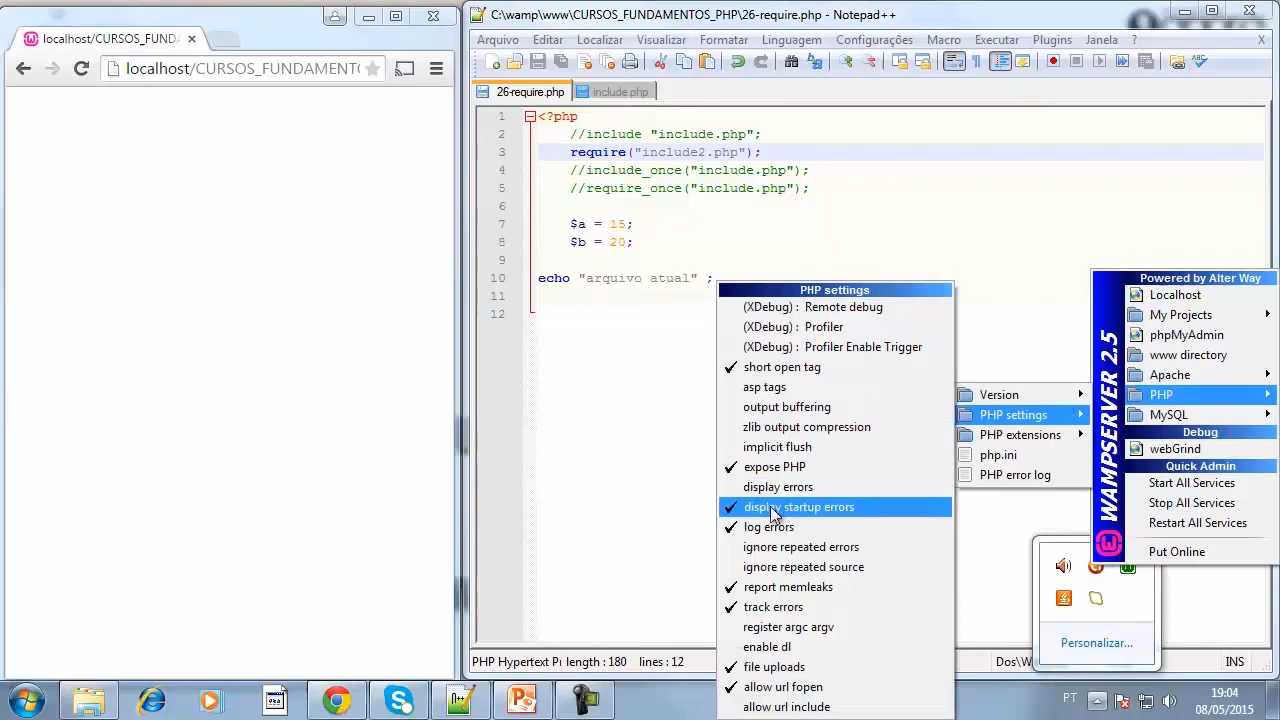 localhost/CURSOS_FUND
localhost/CURSOS_FUNDAMENTO
C:\wamp\www\CURSOS_FUNDAMENTOS_PHP\26-require.php - Notepad++
Arquivo Editar Localizar Visualizar Formatar Linguagem Configurações Macro Executar Plugins Janela ? X
26-require.php include.php
1 <?php
2 //include "include.php";
3 require("include2.php");
4 //include_once("include.php");
5 //require_once("include.php");
6
7 $a = 15;
8 $b = 20;
9
10 echo "arquivo atual" ;
11
12
PHP settings
(XDebug) : Remote debug
(XDebug) : Profiler
(XDebug) : Profiler Enable Trigger
short open tag
asp tags
output buffering
zlib output compression
implicit flush
expose PHP
display errors
display startup errors
log errors
ignore repeated errors
ignore repeated source
report memleaks
track errors
register argc argv
enable dl
file uploads
allow url fopen
allow url include
Version
PHP settings
PHP extensions
php.ini
PHP error log
WAMPSERVER 2.5
Powered by Alter Way
Localhost
My Projects
phpMyAdmin
www directory
Apache
PHP
MySQL
Debug
webGrind
Quick Admin
Start All Services
Stop All Services
Restart All Services
Put Online
Personalizar...
PHP Hypertext P length : 180 lines : 12 Dos\W INS
PT 19:04
08/05/2015